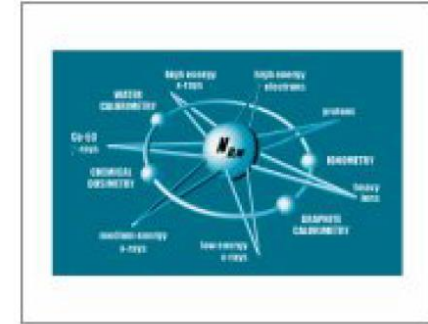 high energy
x-rays
high energy
electrons
WATER
CALORIMETRY
protons
Co-60
γ-rays
N D,w
IONOMETRY
CHEMICAL
DOSIMETRY
heavy
ions
GRAPHITE
CALORIMETRY
medium energy
x-rays
low energy
x-rays